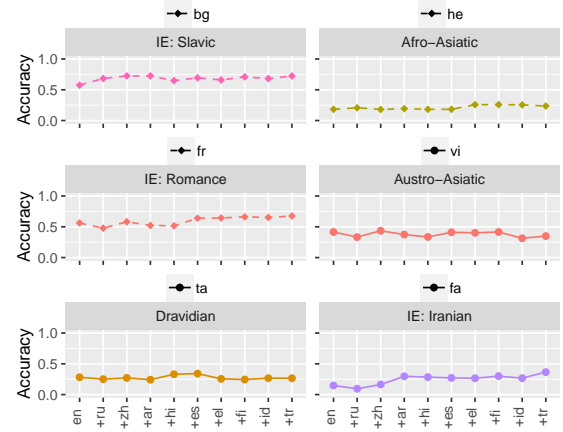 bg
he
IE: Slavic
Afro−Asiatic
Accuracy
1.0
0.5
0.0
fr
vi
IE: Romance
Austro−Asiatic
Accuracy
1.0
0.5
0.0
ta
fa
Dravidian
IE: Iranian
Accuracy
1.0
0.5
0.0
en +ru +zh +ar +hi +es +el +fi +id +tr
en +ru +zh +ar +hi +es +el +fi +id +tr